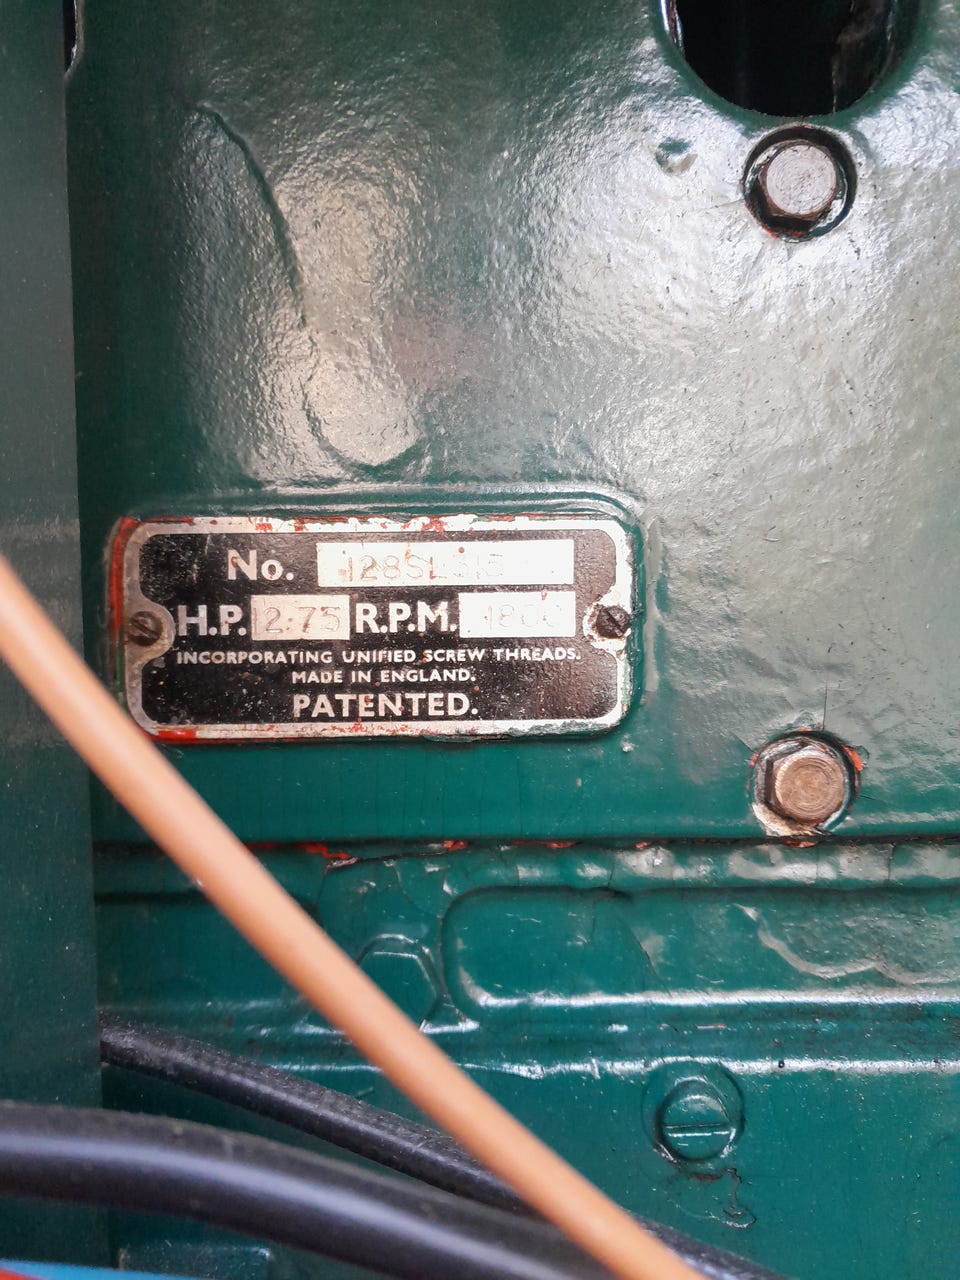 No. 128SL315
H.P. 2.75 R.P.M. 1800
INCORPORATING UNIFIED SCREW THREADS.
MADE IN ENGLAND.
PATENTED.